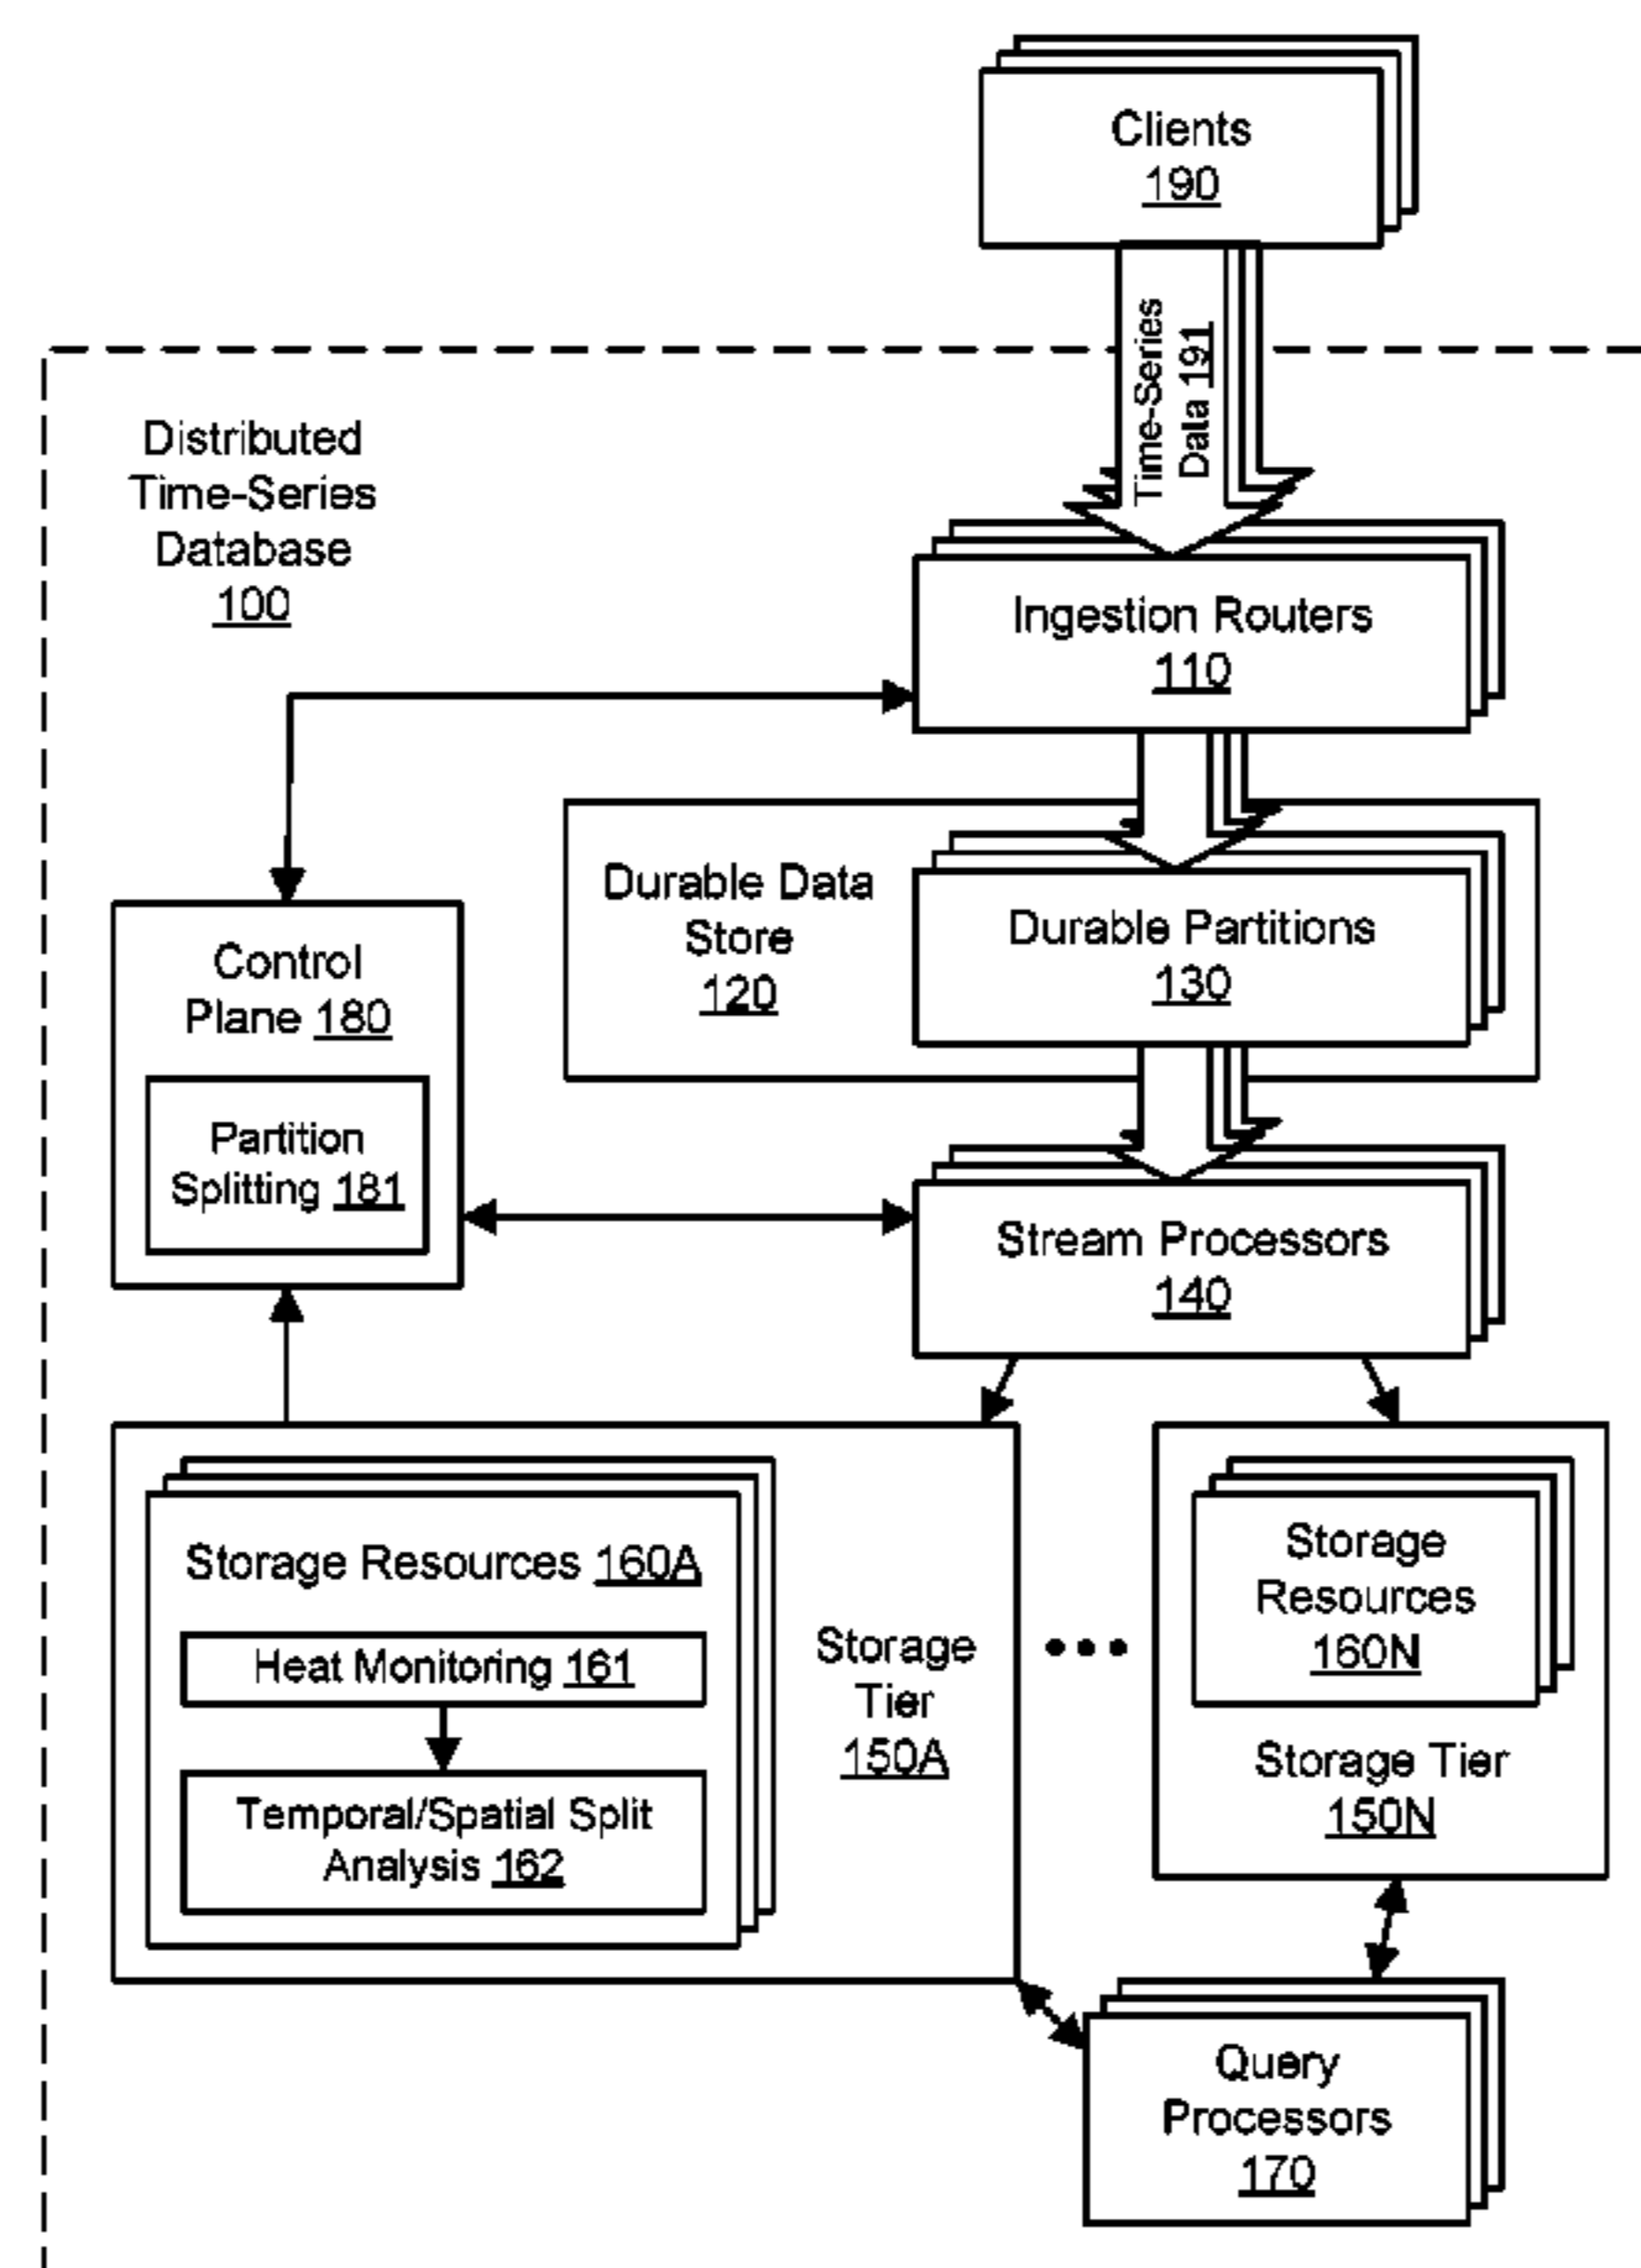 Clients
190
Time-Series
Data 191
Distributed
Time-Series
Database
100
Ingestion Routers
110
Durable Data
Store
120
Durable Partitions
130
Control
Plane 180
Partition
Splitting 181
Stream Processors
140
Storage Resources 160A
Heat Monitoring 161
Temporal/Spatial Split
Analysis 162
Storage
Tier
150A
Storage
Resources
160N
Storage Tier
150N
Query
Processors
170